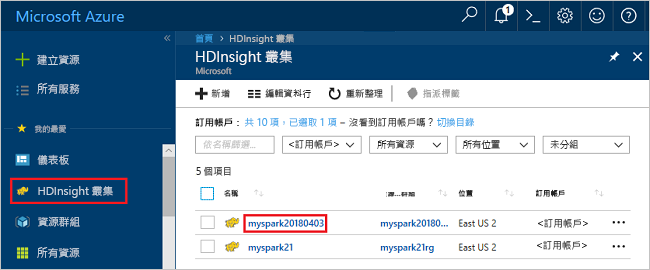 Microsoft Azure
1
«
建立資源
所有服務
我的最愛
儀表板
HDInsight 叢集
資源群組
所有資源
首頁 > HDInsight 叢集
HDInsight 叢集
Microsoft
新增
編輯資料行
重新整理
指派標籤
訂用帳戶： 共 10 項，已選取 1 項 – 沒看到訂用帳戶嗎？ 切換目錄
依名稱篩選...
<訂用帳戶>
所有資源
所有位置
未分組
5 個項目
名稱
位置
訂用帳戶
myspark20180403 myspark20180... East US 2 <訂用帳戶> •••
myspark21 myspark21rg East US 2 <訂用帳戶> •••